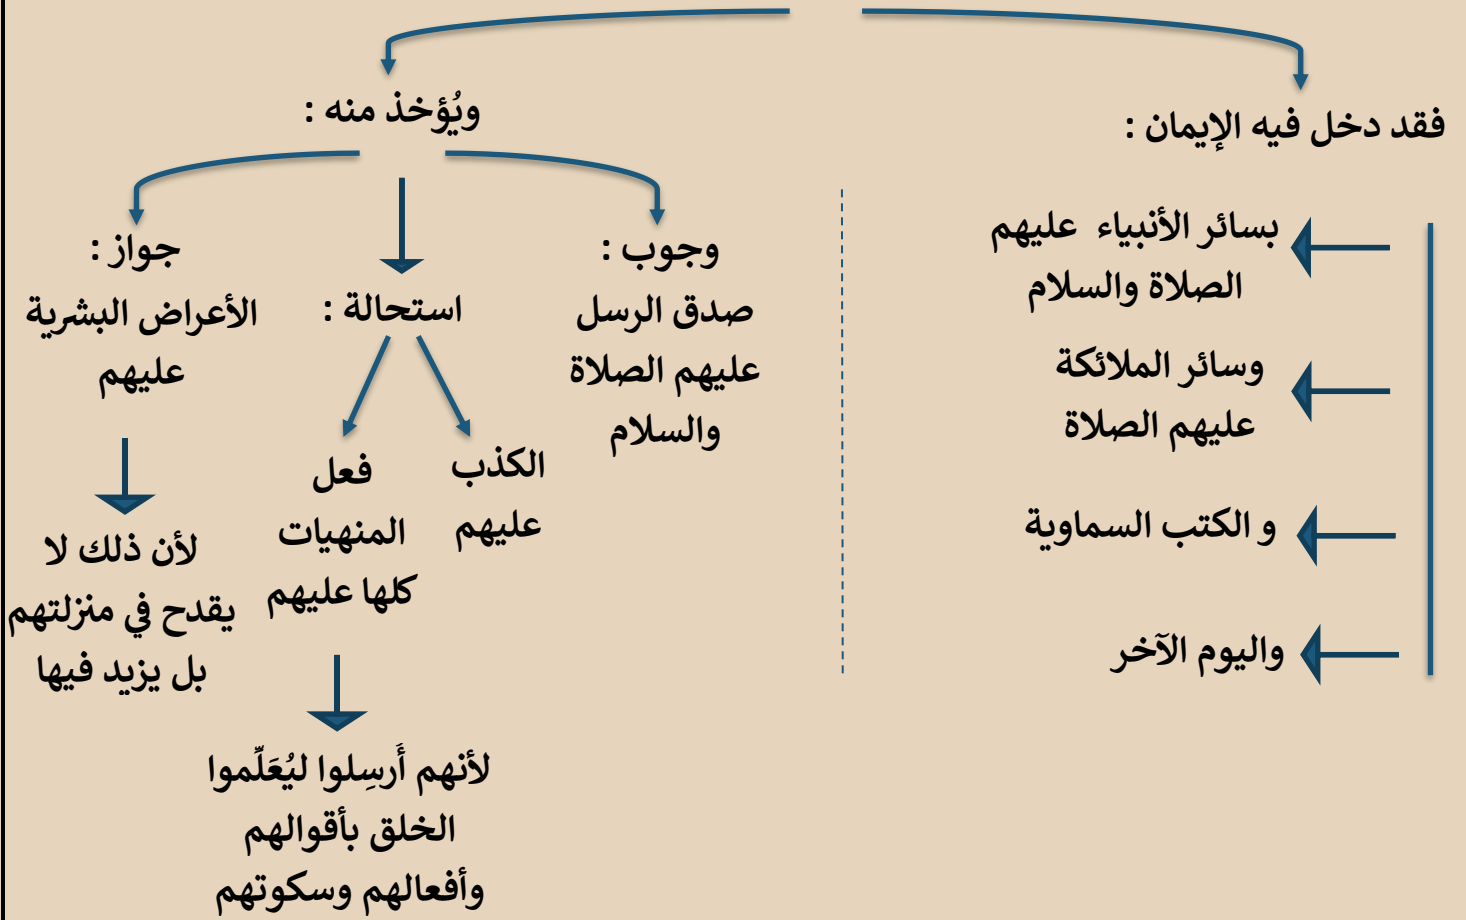 فقد دخل فيه الإيمان :
بسائر الأنبياء عليهم
الصلاة والسلام
وسائر الملائكة
عليهم الصلاة
و الكتب السماوية
واليوم الآخر
ويُؤخذ منه :
وجوب :
صدق الرسل
عليهم الصلاة
والسلام
استحالة :
الكذب
عليهم
فعل
المنهيات
كلها عليهم
لأنهم أَرسِلوا ليُعَلِّموا
الخلق بأقوالهم
وأفعالهم وسكوتهم
جواز :
الأعراض البشرية
عليهم
لأن ذلك لا
يقدح في منزلتهم
بل يزيد فيها